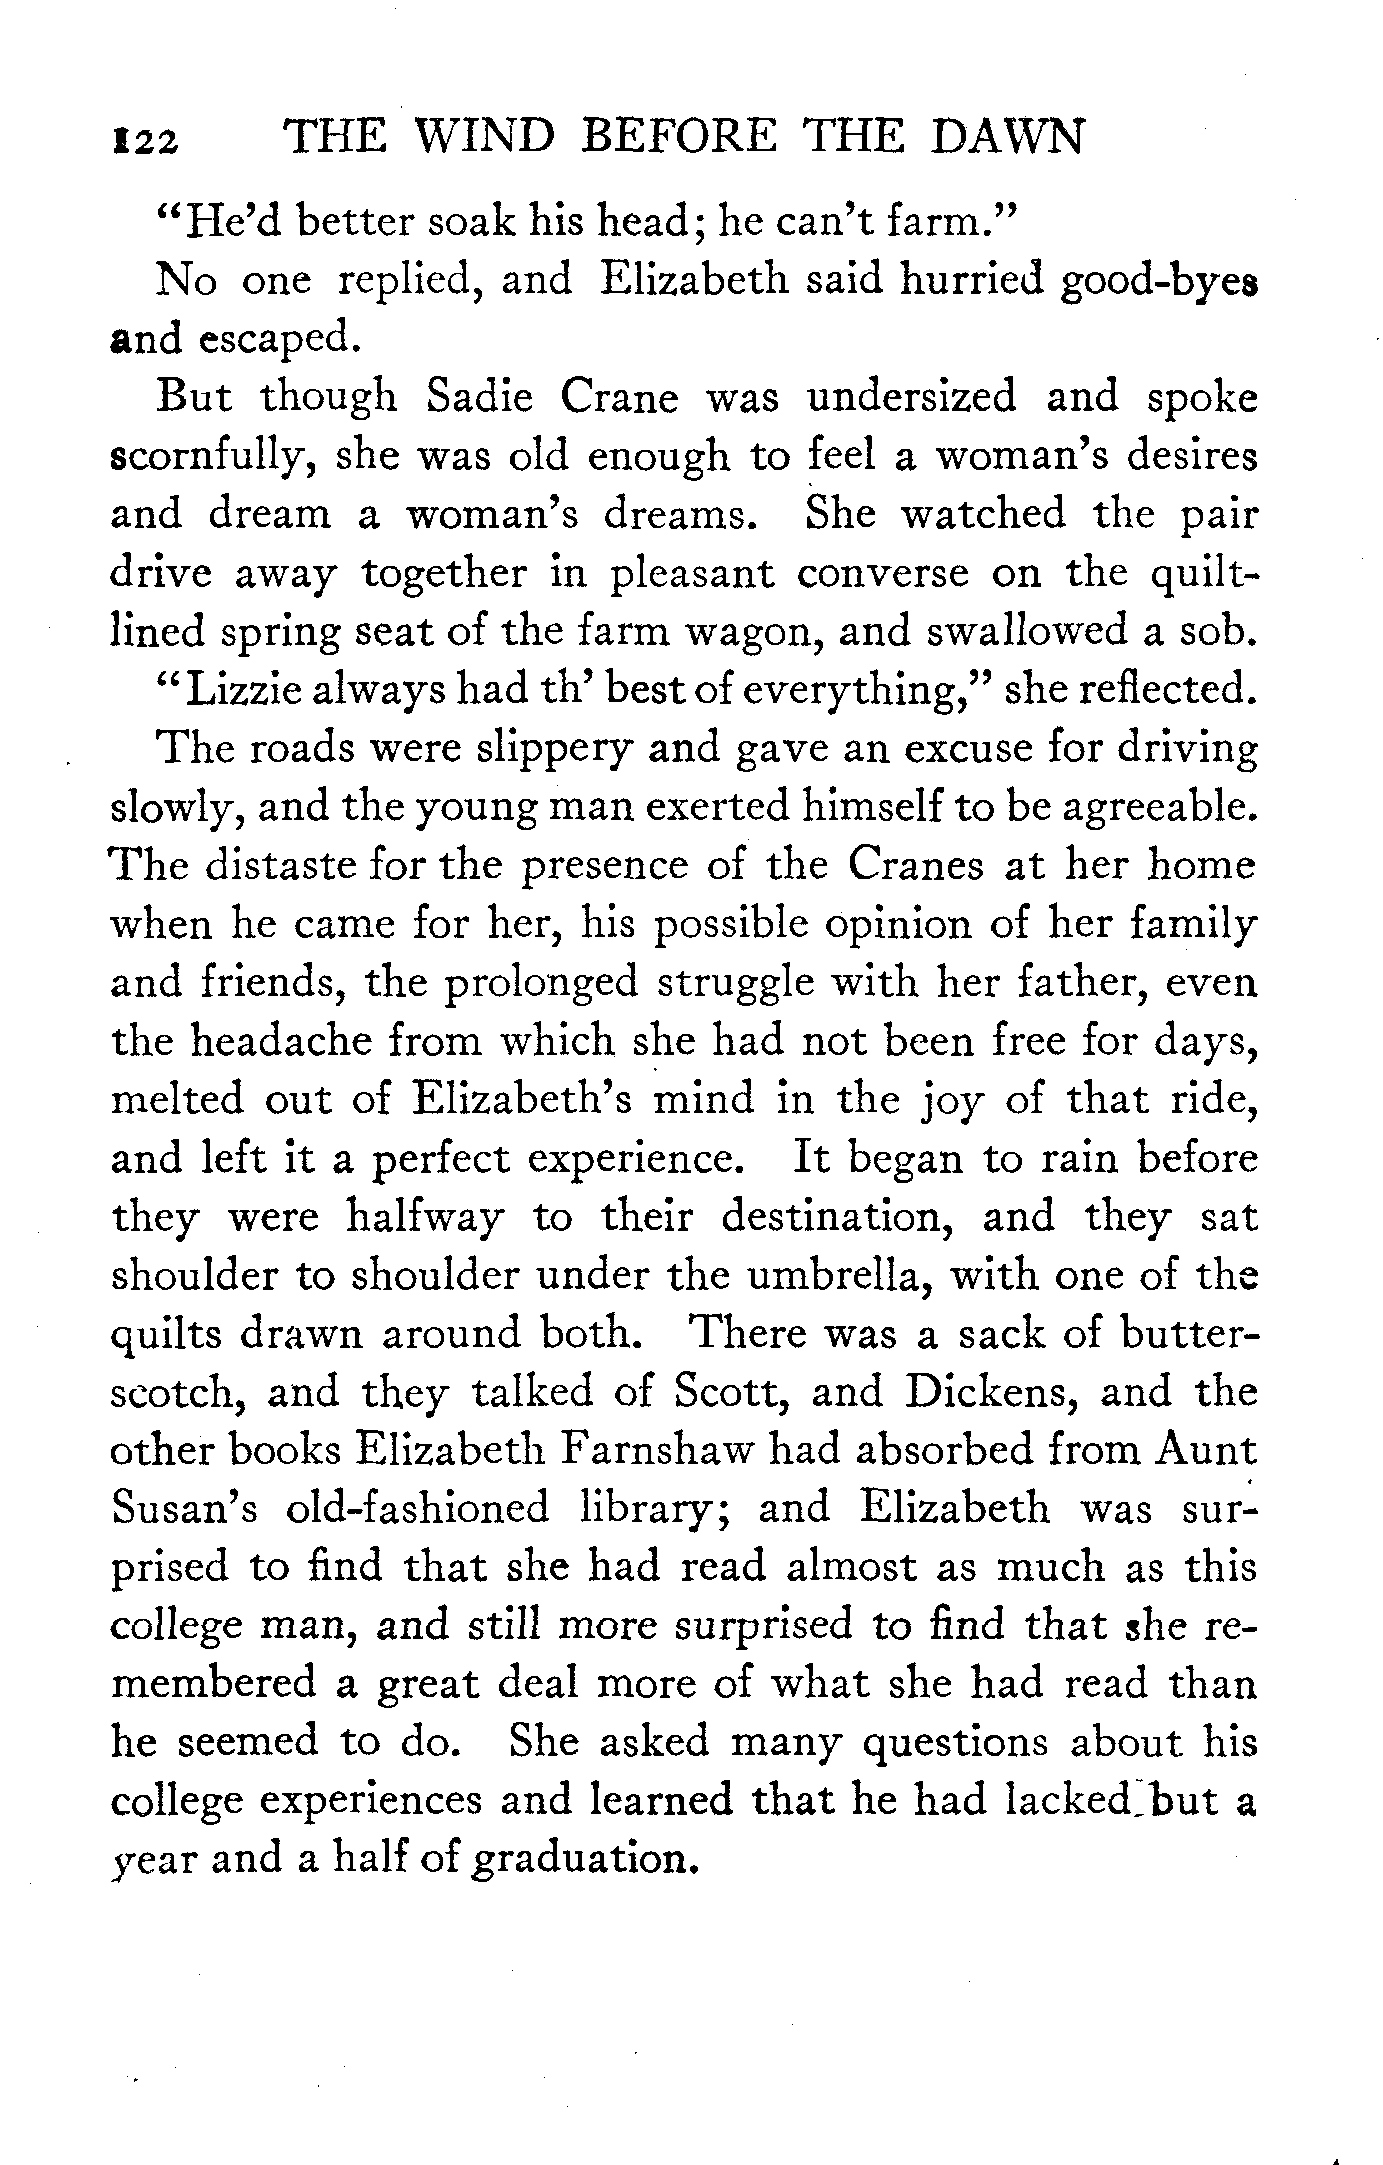 122 THE WIND BEFORE THE DAWN
“He’d better soak his head; he can’t farm.”
No one replied, and Elizabeth said hurried good-byes
and escaped.
But though Sadie Crane was undersized and spoke
scornfully, she was old enough to feel a woman’s desires
and dream a woman’s dreams. She watched the pair
drive away together in pleasant converse on the quilt-
lined spring seat of the farm wagon, and swallowed a sob.
“Lizzie always had th’ best of everything,” she reflected.
The roads were slippery and gave an excuse for driving
slowly, and the young man exerted himself to be agreeable.
The distaste for the presence of the Cranes at her home
when he came for her, his possible opinion of her family
and friends, the prolonged struggle with her father, even
the headache from which she had not been free for days,
melted out of Elizabeth’s mind in the joy of that ride,
and left it a perfect experience. It began to rain before
they were halfway to their destination, and they sat
shoulder to shoulder under the umbrella, with one of the
quilts drawn around both. There was a sack of butter-
scotch, and they talked of Scott, and Dickens, and the
other books Elizabeth Farnshaw had absorbed from Aunt
Susan’s old-fashioned library; and Elizabeth was sur-
prised to find that she had read almost as much as this
college man, and still more surprised to find that she re-
membered a great deal more of what she had read than
he seemed to do. She asked many questions about his
college experiences and learned that he had lacked but a
year and a half of graduation.